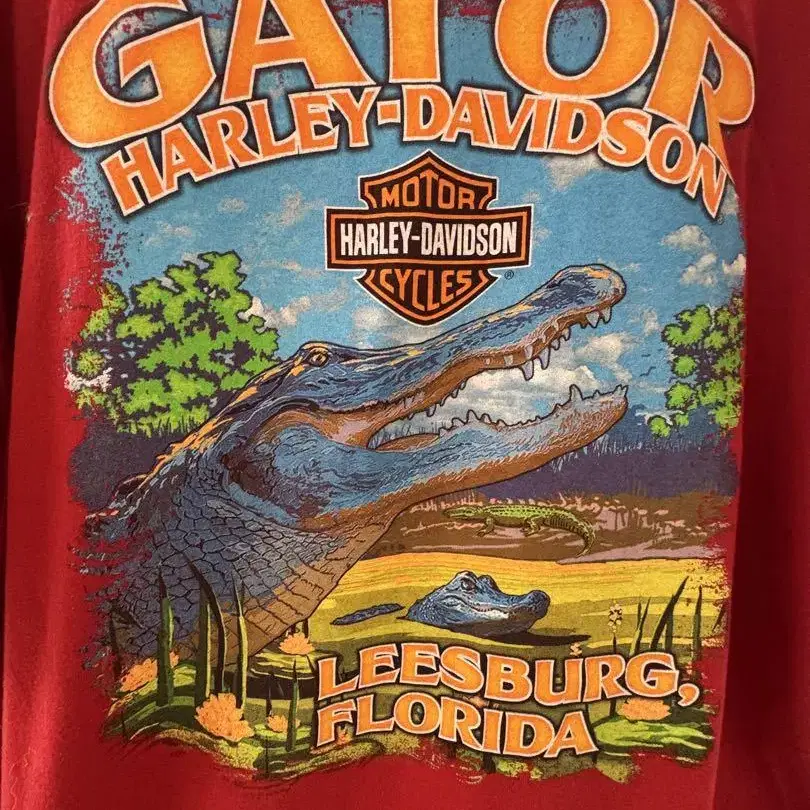 GATOR
HARLEY-DAVIDSON
MOTOR
HARLEY-DAVIDSON
CYCLES ®
LEESBURG,
FLORIDA